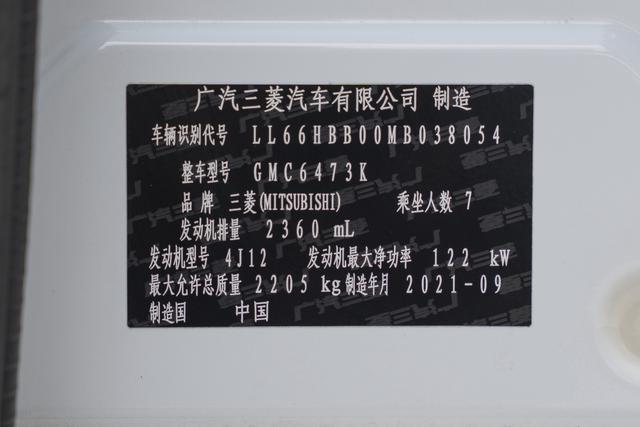 广汽三菱汽车有限公司 制造
车辆识别代号 LL66HBB00MB038054
整车型号 GMC6473K
品牌 三菱(MITSUBISHI) 乘坐人数 7
发动机排量 2360 mL
发动机型号 4J12 发动机最大净功率 122 kW
最大允许总质量 2205 kg 制造年月 2021-09
制造国 中国